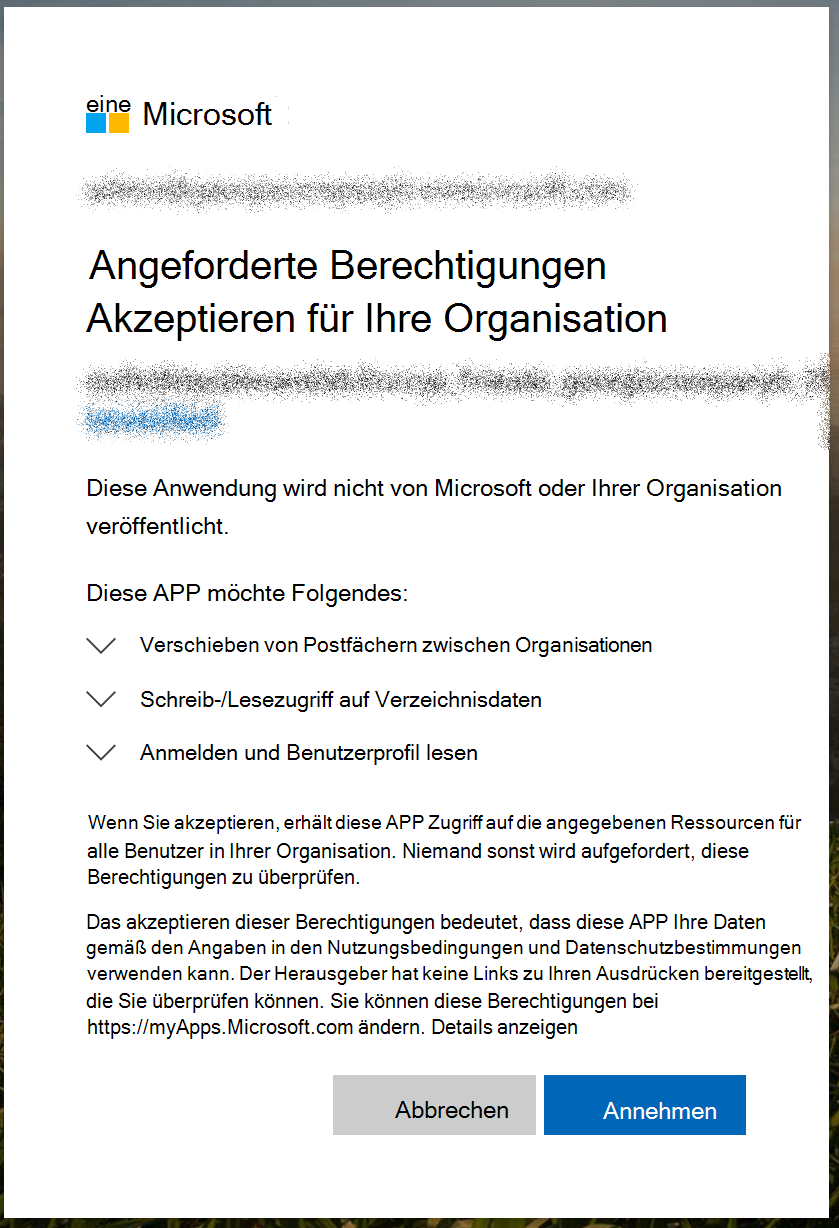 eine
Microsoft
Angeforderte Berechtigungen
Akzeptieren für Ihre Organisation
Diese Anwendung wird nicht von Microsoft oder Ihrer Organisation
veröffentlicht.
Diese APP möchte Folgendes:
Verschieben von Postfächern zwischen Organisationen
Schreib-/Lesezugriff auf Verzeichnisdaten
Anmelden und Benutzerprofil lesen
Wenn Sie akzeptieren, erhält diese APP Zugriff auf die angegebenen Ressourcen für
alle Benutzer in Ihrer Organisation. Niemand sonst wird aufgefordert, diese
Berechtigungen zu überprüfen.
Das akzeptieren dieser Berechtigungen bedeutet, dass diese APP Ihre Daten
gemäß den Angaben in den Nutzungsbedingungen und Datenschutzbestimmungen
verwenden kann. Der Herausgeber hat keine Links zu Ihren Ausdrücken bereitgestellt,
die Sie überprüfen können. Sie können diese Berechtigungen bei
https://myApps.Microsoft.com ändern. Details anzeigen
Abbrechen
Annehmen